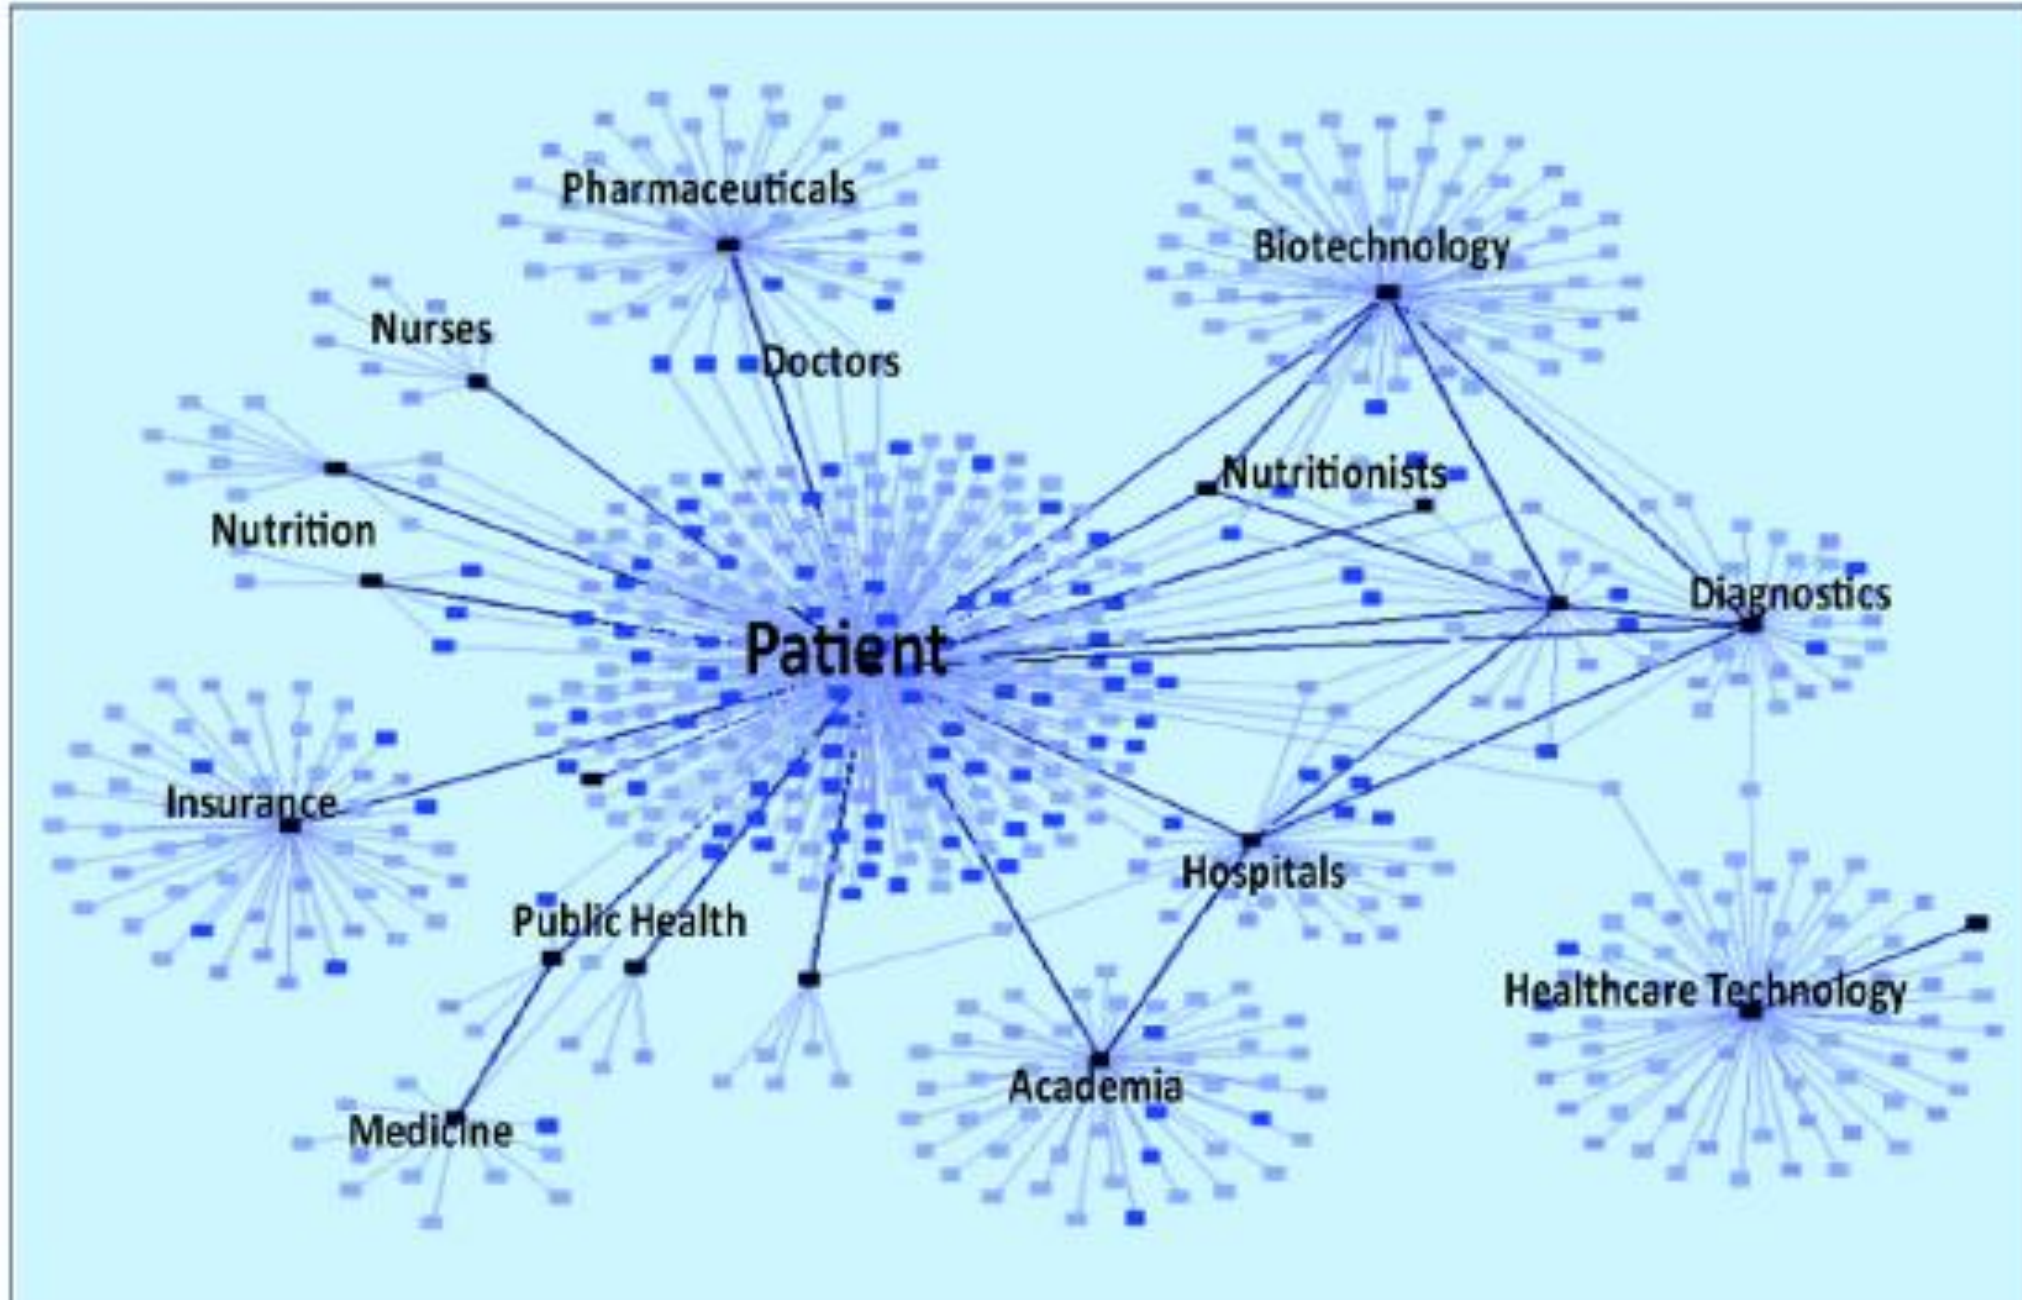 Pharmaceuticals
Biotechnology
Nurses
Doctors
Nutritionists
Nutrition
Diagnostics
Patient
Insurance
Hospitals
Public Health
Healthcare Technology
Academia
Medicine